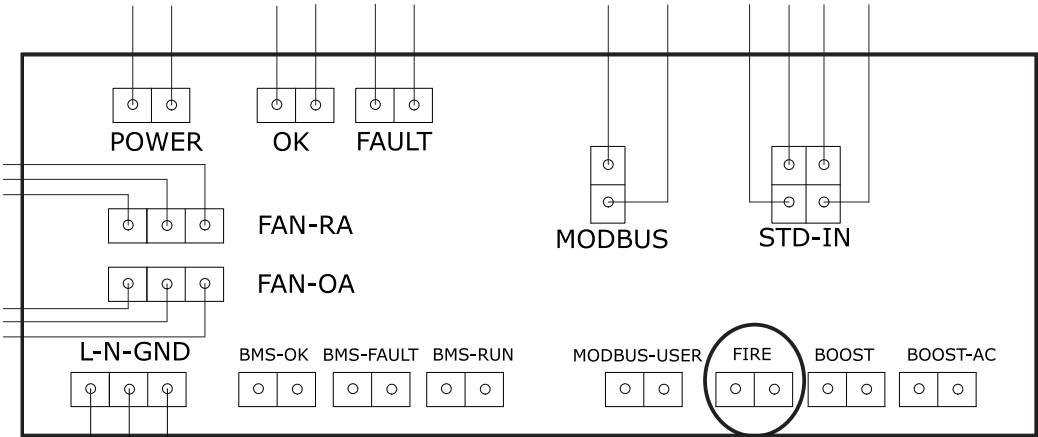 POWER OK FAULT
FAN-RA
MODBUS STD-IN
FAN-OA
L-N-GND BMS-OK BMS-FAULT BMS-RUN MODBUS-USER FIRE BOOST BOOST-AC